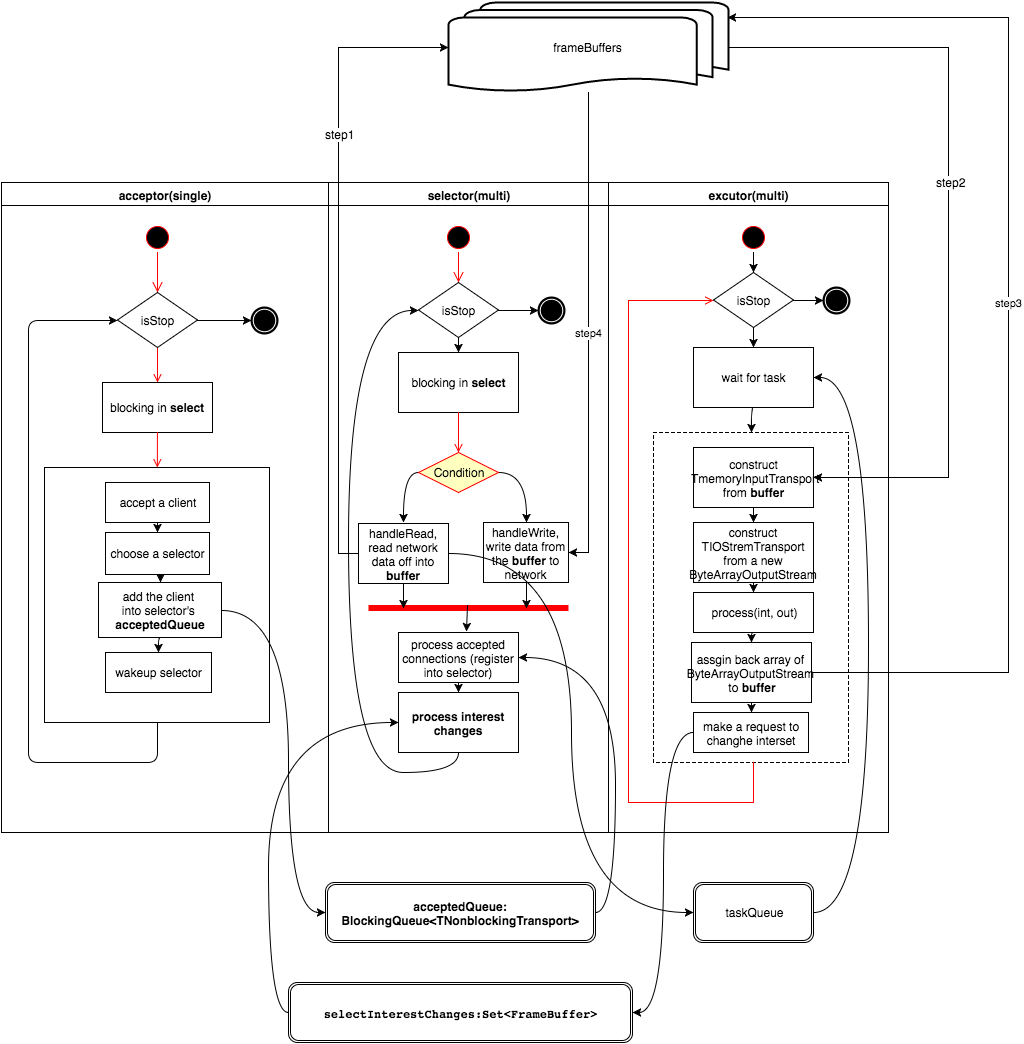 frameBuffers
step1
step2
acceptor(single)
selector(multi)
excutor(multi)
isStop
isStop
isStop
step3
step4
blocking in select
blocking in select
wait for task
Condition
construct
TmemoryInputTransport
from buffer
accept a client
choose a selector
add the client
into selector's
acceptedQueue
wakeup selector
handleRead,
read network
data off into
buffer
handleWrite,
write data from
the buffer to
network
construct
TIOStremTransport
from a new
ByteArrayOutputStream
process(int, out)
process accepted
connections (register
into selector)
assgin back array of
ByteArrayOutputStream
to buffer
process interest
changes
make a request to
changhe interset
acceptedQueue:
BlockingQueue<TNonblockingTransport>
taskQueue
selectInterestChanges:Set<FrameBuffer>